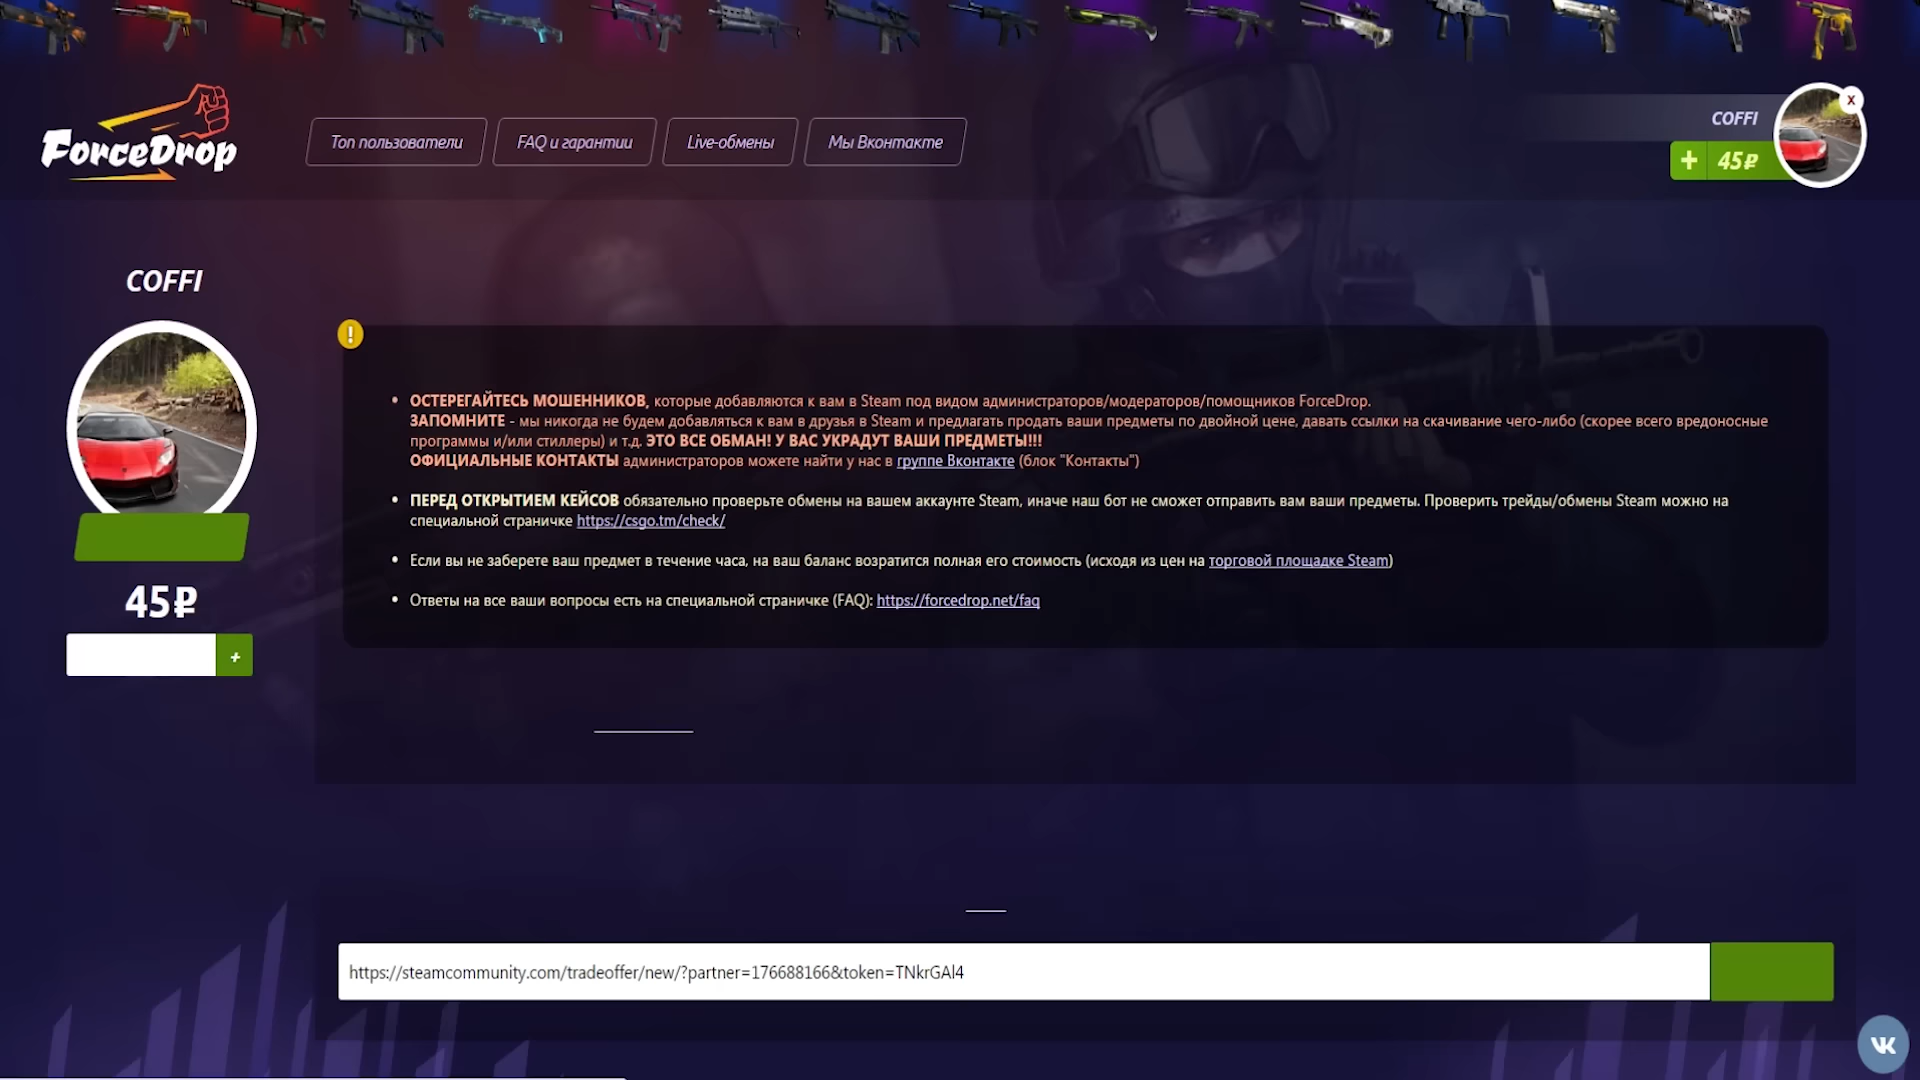 ForceDrop
Топ пользователи
FAQ и гарантии
Live-обмены
Мы Вконтакте
COFFI
x
+ 45₽
COFFI
45₽
+
!
• ОСТЕРЕГАЙТЕСЬ МОШЕННИКОВ, которые добавляются к вам в Steam под видом администраторов/модераторов/помощников ForceDrop.
ЗАПОМНИТЕ - мы никогда не будем добавляться к вам в друзья в Steam и предлагать продать ваши предметы по двойной цене, давать ссылки на скачивание чего-либо (скорее всего вредоносные
программы и/или стиллеры) и т.д. ЭТО ВСЕ ОБМАН! У ВАС УКРАДУТ ВАШИ ПРЕДМЕТЫ!!!
ОФИЦИАЛЬНЫЕ КОНТАКТЫ администраторов можете найти у нас в группе Вконтакте (блок "Контакты")
• ПЕРЕД ОТКРЫТИЕМ КЕЙСОВ обязательно проверьте обмены на вашем аккаунте Steam, иначе наш бот не сможет отправить вам ваши предметы. Проверить трейды/обмены Steam можно на
специальной страничке https://csgo.tm/check/
• Если вы не заберете ваш предмет в течение часа, на ваш баланс возратится полная его стоимость (исходя из цен на торговой площадке Steam)
• Ответы на все ваши вопросы есть на специальной страничке (FAQ): https://forcedrop.net/faq
https://steamcommunity.com/tradeoffer/new/?partner=176688166&token=TNkrGAl4